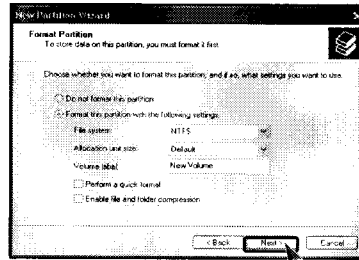 New Partition Wizard
Format Partition
To store data on this partition, you must format it first.
Choose whether you want to format this partition, and if so, what settings you want to use.
Do not format this partition
Format this partition with the following settings:
File system: NTFS
Allocation unit size: Default
Volume label: New Volume
Perform a quick format
Enable file and folder compression
< Back Next > Cancel